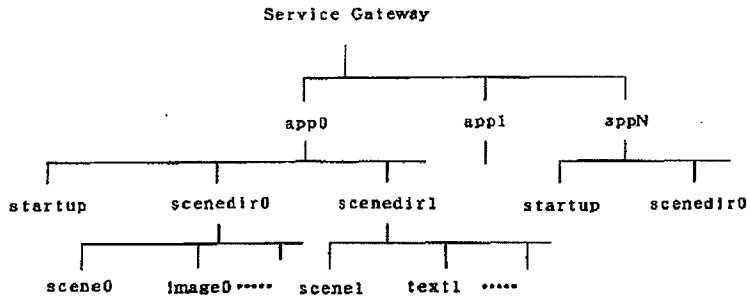 Service Gateway
app0 app1 appN
startup scenedir0 scenedir1 startup scenedir0
scene0 image0 ..... scene1 text1 .....